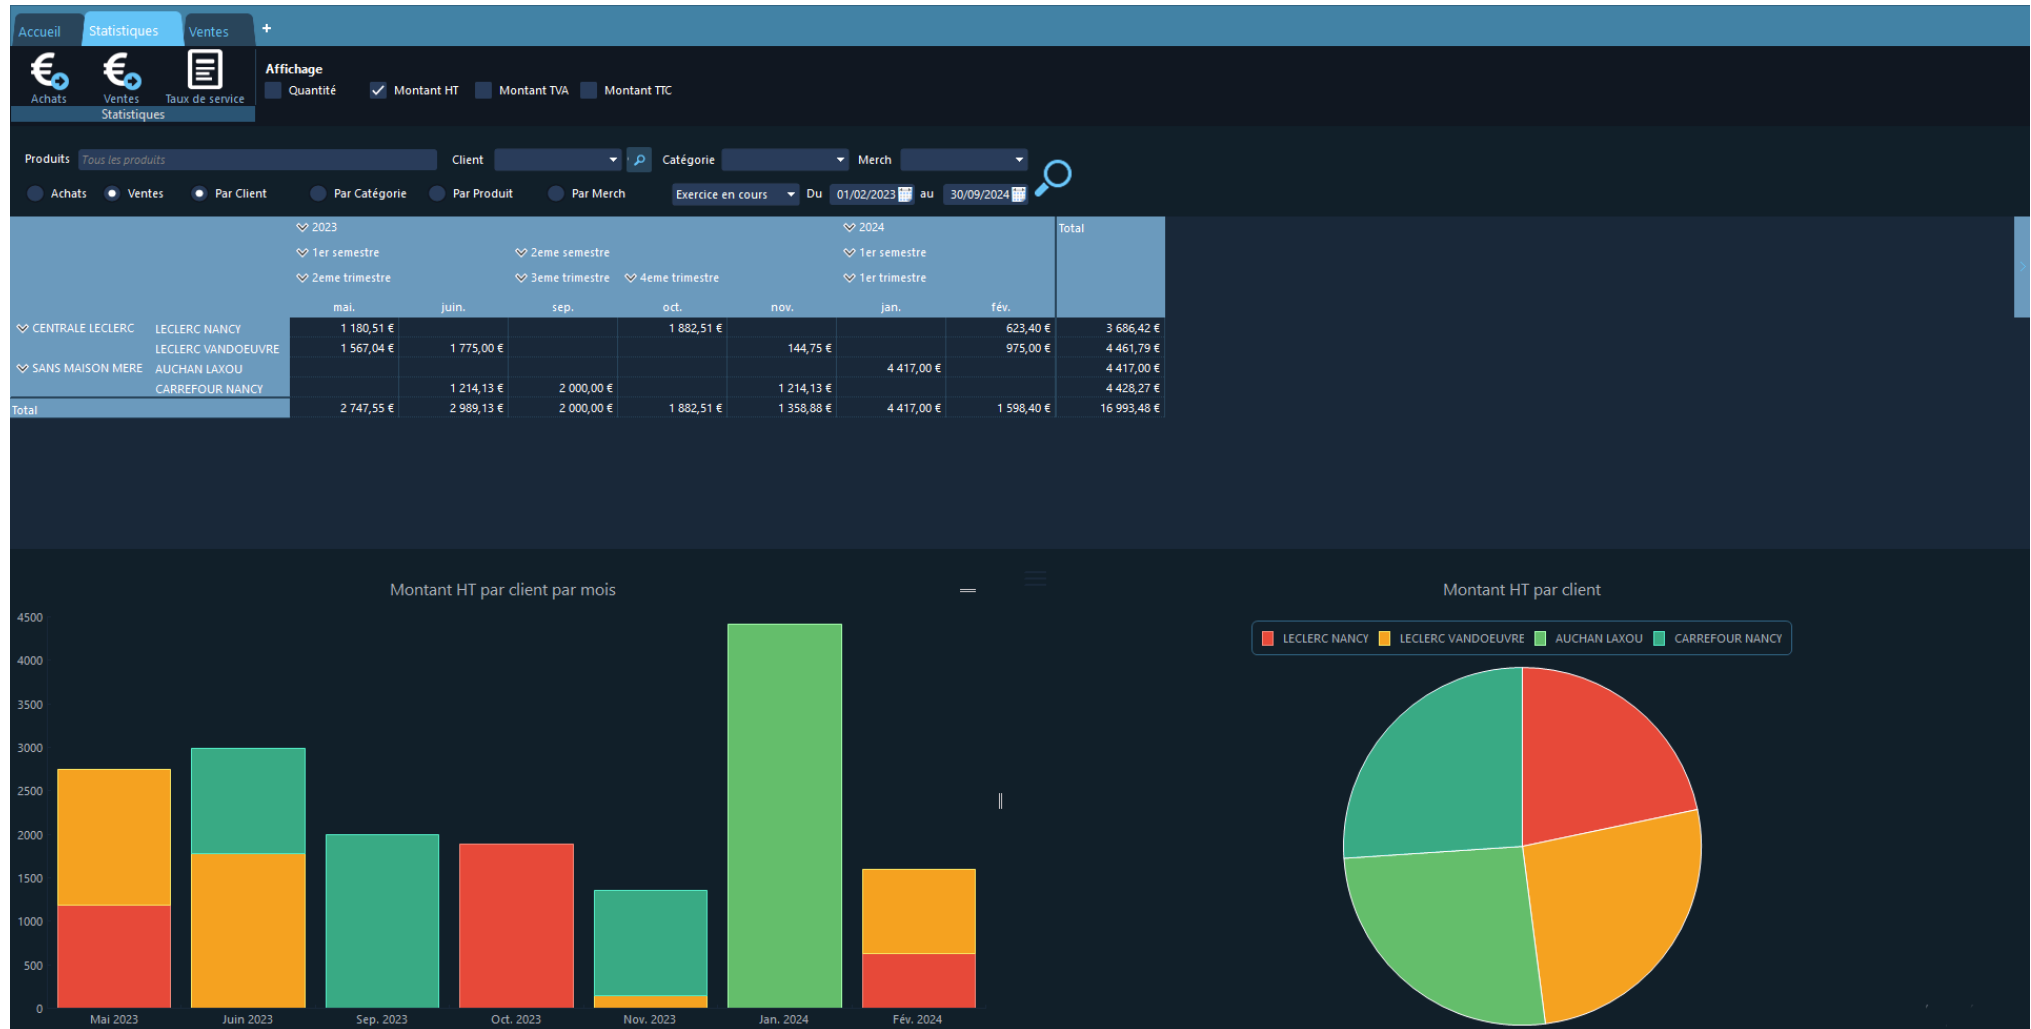 Accueil Statistiques Ventes +
Affichage
Quantité Montant HT Montant TVA Montant TTC
Achats Ventes Taux de service
Statistiques
Produits Tous les produits Client Catégorie Merch
Achats Ventes Par Client Par Catégorie Par Produit Par Merch Exercice en cours Du 01/02/2023 au 30/09/2024
2023 2024 Total
1er semestre 2eme semestre 1er semestre
2eme trimestre 3eme trimestre 4eme trimestre 1er trimestre
mai. juin. sep. oct. nov. jan. fév.
CENTRALE LECLERC LECLERC NANCY 1 180,51 € 1 882,51 € 623,40 € 3 686,42 €
LECLERC VANDOEUVRE 1 567,04 € 1 775,00 € 144,75 € 975,00 € 4 461,79 €
SANS MAISON MERE AUCHAN LAXOU 4 417,00 € 4 417,00 €
CARREFOUR NANCY 1 214,13 € 2 000,00 € 1 214,13 € 4 428,27 €
Total 2 747,55 € 2 989,13 € 2 000,00 € 1 882,51 € 1 358,88 € 4 417,00 € 1 598,40 € 16 993,48 €
Montant HT par client par mois
4500
4000
3500
3000
2500
2000
1500
1000
500
0
Mai 2023 Juin 2023 Sep. 2023 Oct. 2023 Nov. 2023 Jan. 2024 Fév. 2024
Montant HT par client
LECLERC NANCY LECLERC VANDOEUVRE AUCHAN LAXOU CARREFOUR NANCY